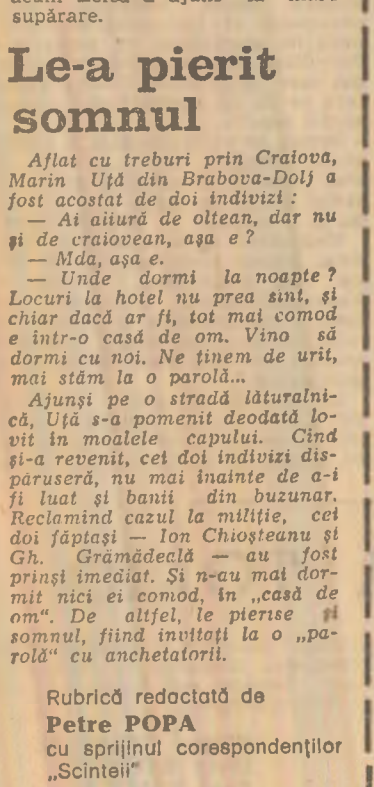 supărare.
Le-a pierit
somnul
Aflat cu treburi prin Craiova,
Marin Uță din Brabova-Dolj a
fost acostat de doi indivizi :
— Ai aiiură de oltean, dar nu
și de craiovean, așa e ?
— Mda, așa e.
— Unde dormi la noapte ?
Locuri la hotel nu prea sînt, și
chiar dacă ar fi, tot mai comod
e într-o casă de om. Vino să
dormi cu noi. Ne ținem de urît,
mai stăm la o parolă...
Ajunși pe o stradă lăturalni-
că, Uță s-a pomenit deodată lo-
vit în moalele capului. Cînd
și-a revenit, cei doi indivizi dis-
păruseră, nu mai înainte de a-i
fi luat și banii din buzunar.
Reclamînd cazul la miliție, cei
doi făptași — Ion Chioșteanu și
Gh. Grămădeală — au fost
prinși imediat. Și n-au mai dor-
mit nici ei comod, în „casă de
om“. De altfel, le pierise și
somnul, fiind invitați la o „pa-
rolă“ cu anchetatorii.
Rubrică redactată de
Petre POPA
cu sprijinul corespondenților
„Scînteii"